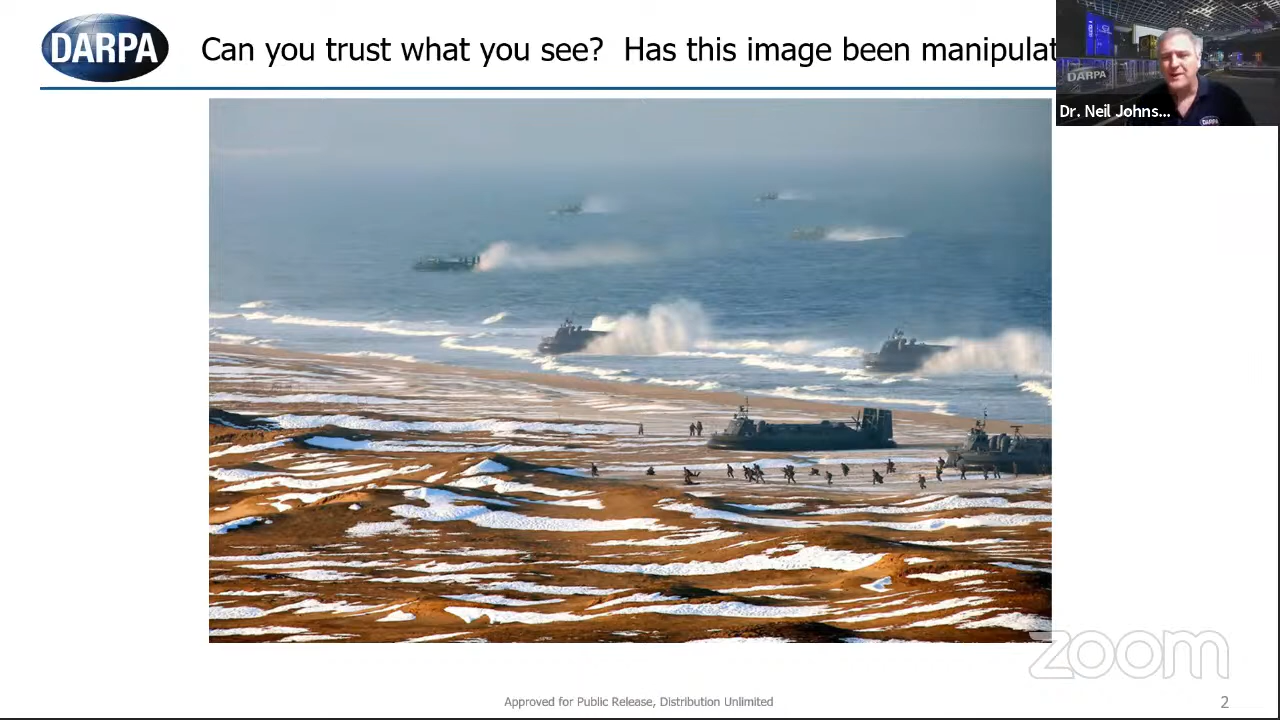 DARPA
Can you trust what you see? Has this image been manipulat
DARPA
DARPA
Dr. Neil Johns...
zoom
Approved for Public Release, Distribution Unlimited
2